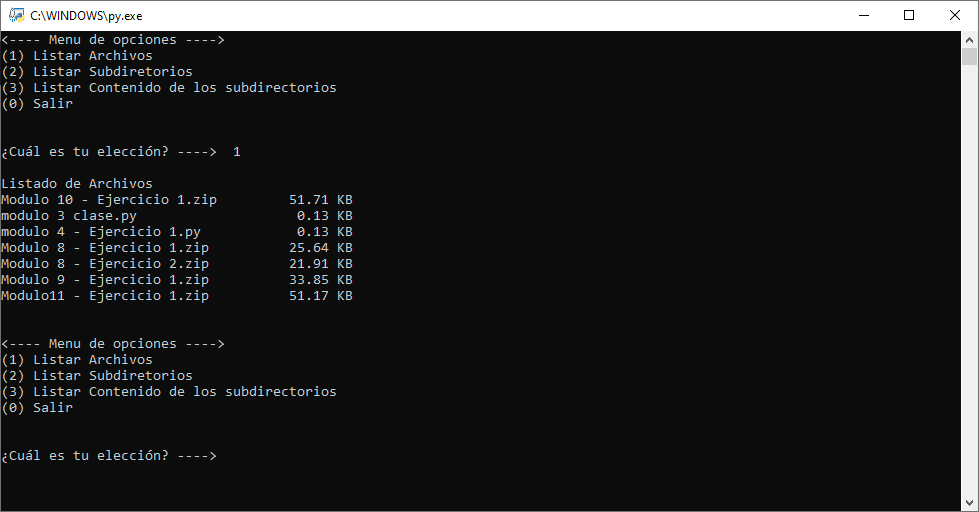 C:\WINDOWS\py.exe
<---- Menu de opciones ---->
(1) Listar Archivos
(2) Listar Subdiretorios
(3) Listar Contenido de los subdirectorios
(0) Salir
¿Cuál es tu elección? ---->  1
Listado de Archivos
Modulo 10 - Ejercicio 1.zip         51.71 KB
modulo 3 clase.py                    0.13 KB
modulo 4 - Ejercicio 1.py            0.13 KB
Modulo 8 - Ejercicio 1.zip          25.64 KB
Modulo 8 - Ejercicio 2.zip          21.91 KB
Modulo 9 - Ejercicio 1.zip          33.85 KB
Modulo11 - Ejercicio 1.zip          51.17 KB
<---- Menu de opciones ---->
(1) Listar Archivos
(2) Listar Subdiretorios
(3) Listar Contenido de los subdirectorios
(0) Salir
¿Cuál es tu elección? ---->